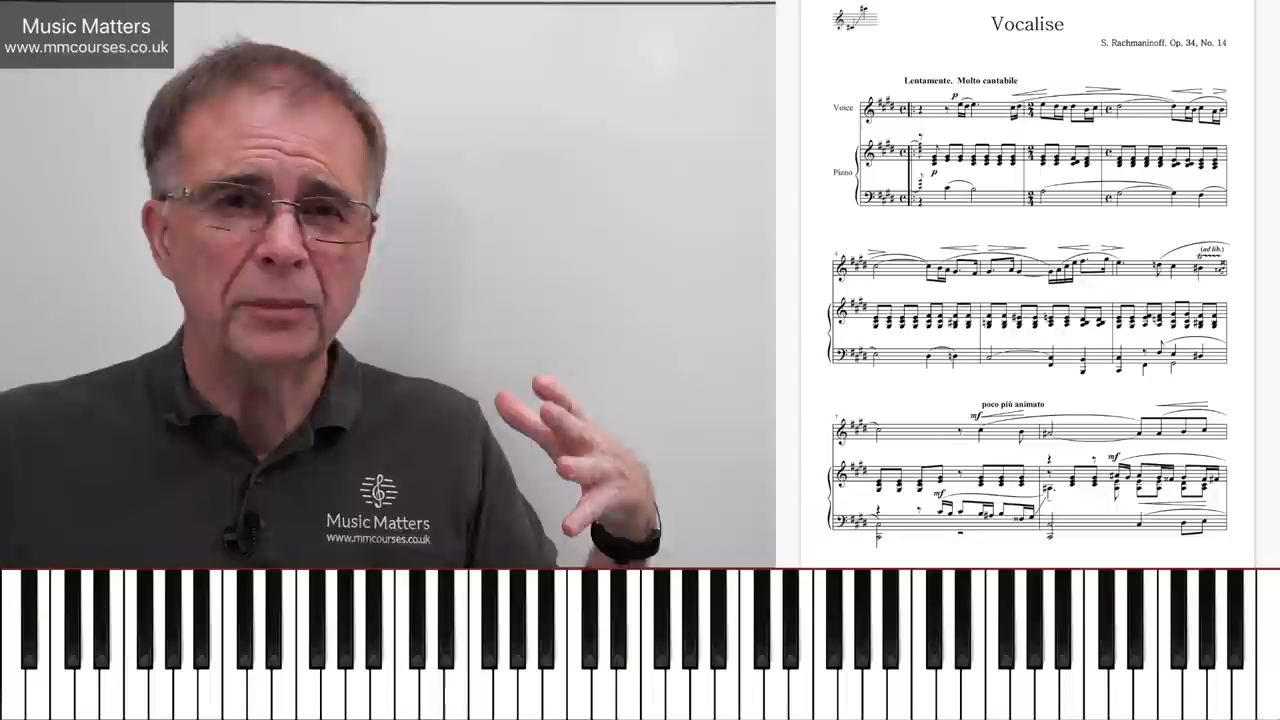 Music Matters
www.mmcourses.co.uk
Vocalise
S. Rachmaninoff, Op. 34, No. 14
Lentamente. Molto cantabile
Voice
p
Piano
p
(ad lib.)
poco più animato
mf
mf
mf
7
Music Matters
www.mmcourses.co.uk